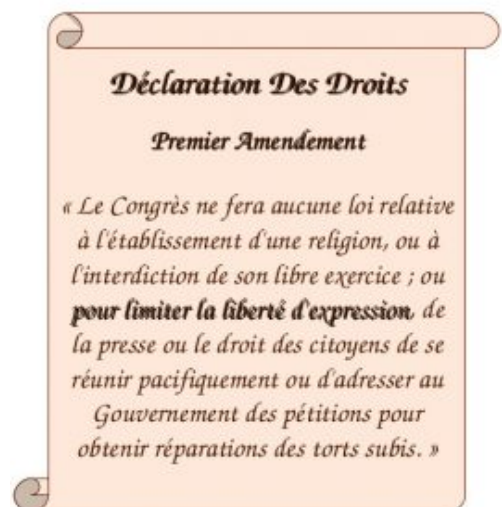 Déclaration Des Droits
Premier Amendement
« Le Congrès ne fera aucune loi relative
à l'établissement d'une religion, ou à
l'interdiction de son libre exercice ; ou
pour limiter la liberté d'expression, de
la presse ou le droit des citoyens de se
réunir pacifiquement ou d'adresser au
Gouvernement des pétitions pour
obtenir réparations des torts subis. »